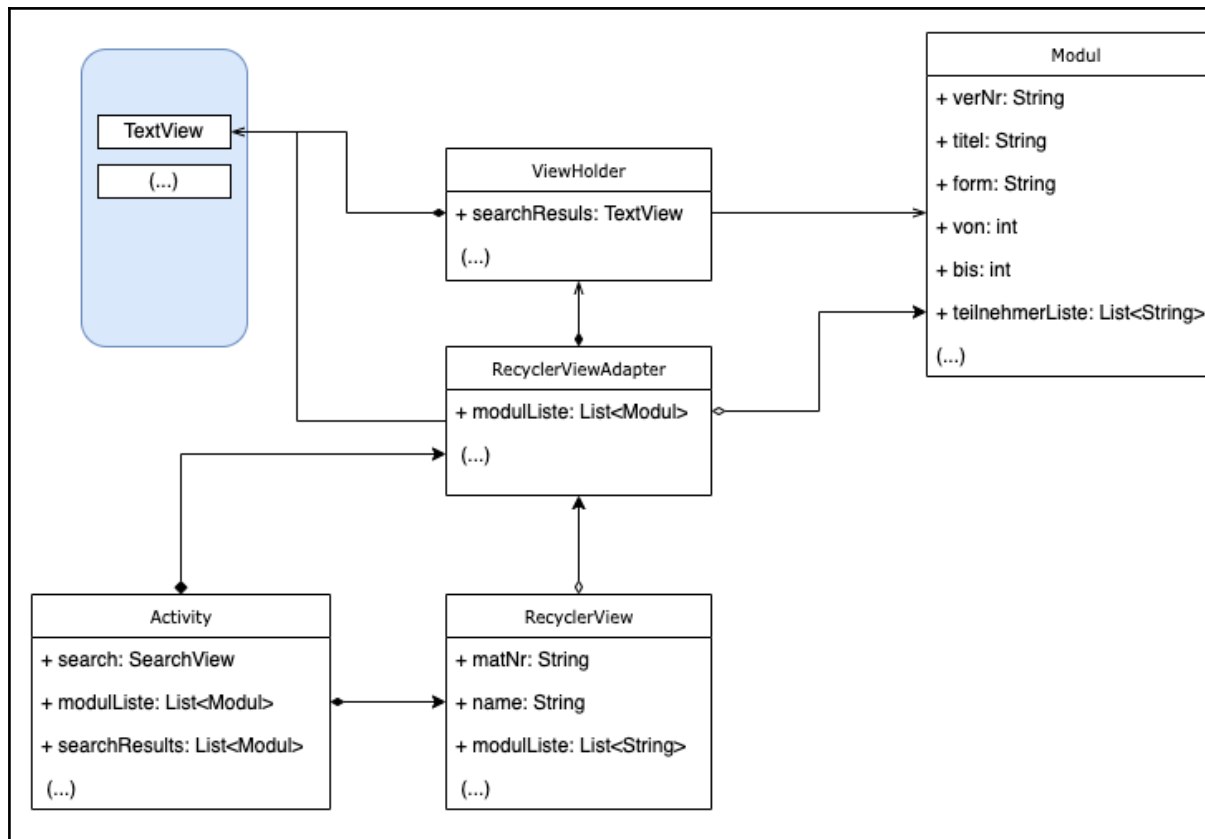 TextView
(...)
ViewHolder
+ searchResuls: TextView
(...)
Modul
+ verNr: String
+ titel: String
+ form: String
+ von: int
+ bis: int
+ teilnehmerListe: List<String>
(...)
RecyclerViewAdapter
+ modulListe: List<Modul>
(...)
Activity
+ search: SearchView
+ modulListe: List<Modul>
+ searchResults: List<Modul>
(...)
RecyclerView
+ matNr: String
+ name: String
+ modulListe: List<String>
(...)